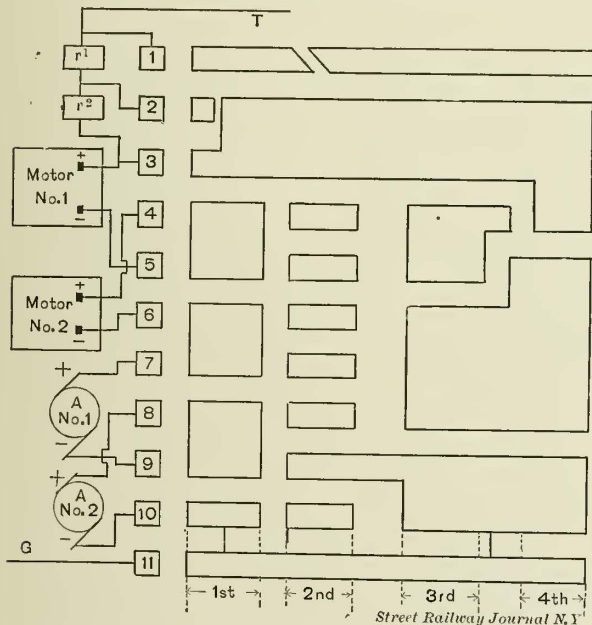 T
r1
1
r2
2
+
Motor
No.1
−
3
4
5
+
Motor
No.2
−
6
7
+
A
No.1
−
8
9
+
A
No.2
−
10
G
11
1st
2nd
3rd
4th
Street Railway Journal N.Y